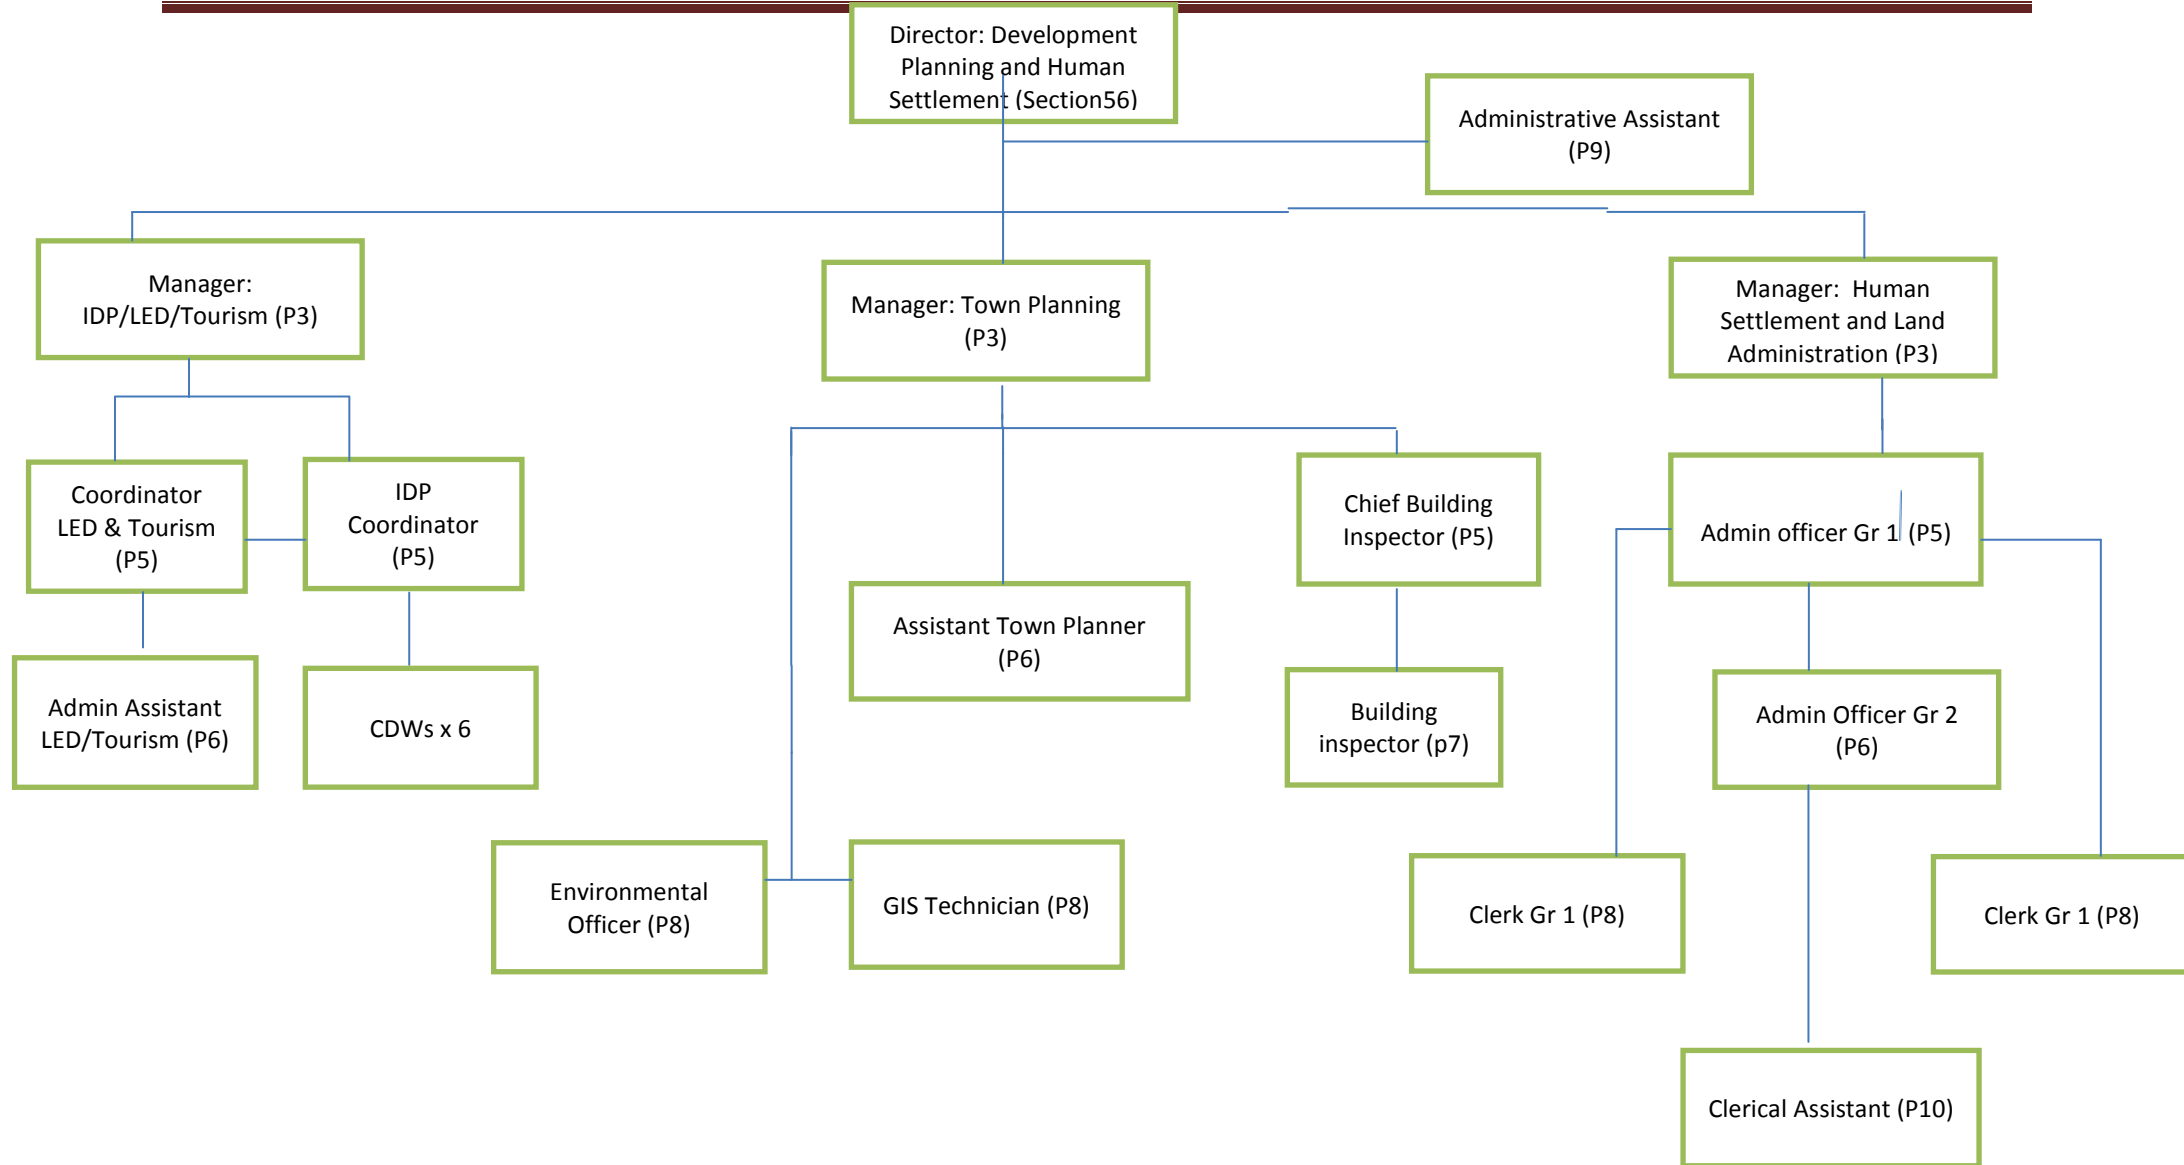 Director: Development
Planning and Human
Settlement (Section56)
Administrative Assistant
(P9)
Manager:
IDP/LED/Tourism (P3)
Manager: Town Planning
(P3)
Manager:  Human
Settlement and Land
Administration (P3)
Coordinator
LED & Tourism
(P5)
IDP
Coordinator
(P5)
Chief Building
Inspector (P5)
Admin officer Gr 1 (P5)
Assistant Town Planner
(P6)
Admin Assistant
LED/Tourism (P6)
CDWs x 6
Building
inspector (p7)
Admin Officer Gr 2
(P6)
Environmental
Officer (P8)
GIS Technician (P8)
Clerk Gr 1 (P8)
Clerk Gr 1 (P8)
Clerical Assistant (P10)